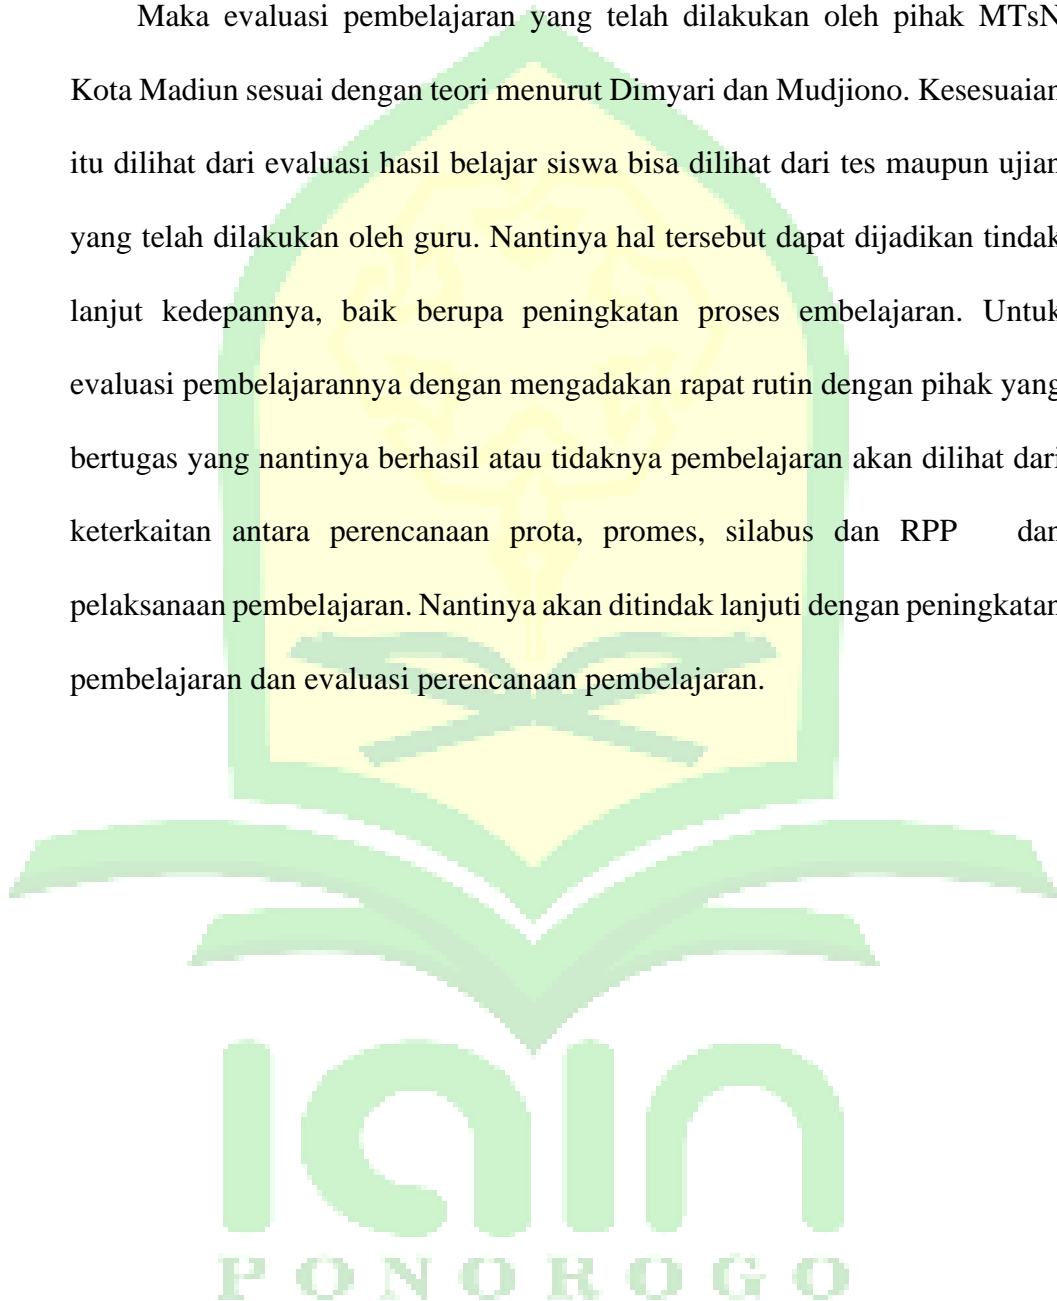 Maka evaluasi pembelajaran yang telah dilakukan oleh pihak MTsN
Kota Madiun sesuai dengan teori menurut Dimyari dan Mudjiono. Kesesuaian
itu dilihat dari evaluasi hasil belajar siswa bisa dilihat dari tes maupun ujian
yang telah dilakukan oleh guru. Nantinya hal tersebut dapat dijadikan tindak
lanjut kedepannya, baik berupa peningkatan proses embelajaran. Untuk
evaluasi pembelajarannya dengan mengadakan rapat rutin dengan pihak yang
bertugas yang nantinya berhasil atau tidaknya pembelajaran akan dilihat dari
keterkaitan antara perencanaan prota, promes, silabus dan RPP dan
pelaksanaan pembelajaran. Nantinya akan ditindak lanjuti dengan peningkatan
pembelajaran dan evaluasi perencanaan pembelajaran.
iain
PONOROGO